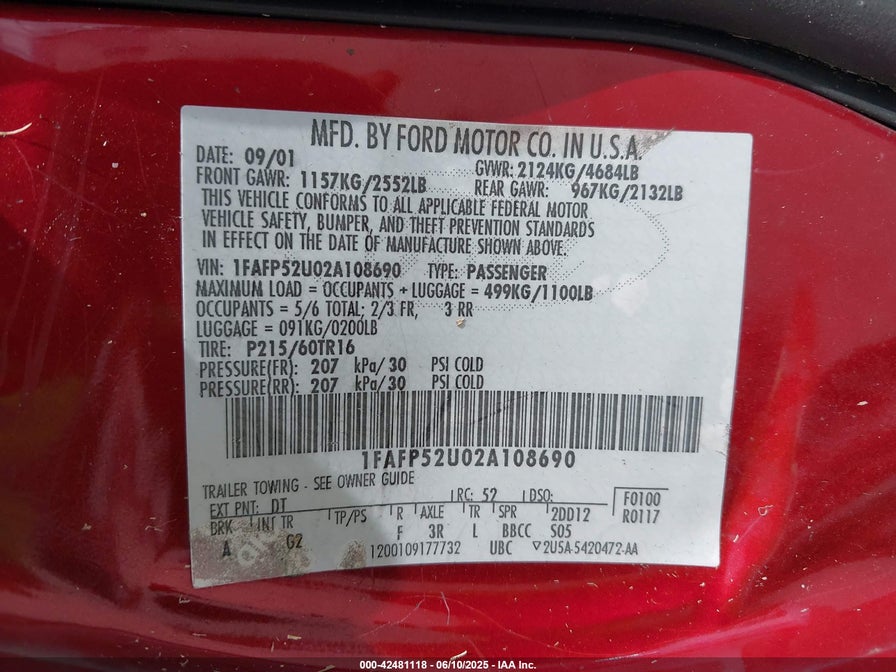 MFD. BY FORD MOTOR CO. IN U.S.A.
DATE: 09/01 GVWR: 2124KG/4684LB
FRONT GAWR: 1157KG/2552LB REAR GAWR: 967KG/2132LB
THIS VEHICLE CONFORMS TO ALL APPLICABLE FEDERAL MOTOR
VEHICLE SAFETY, BUMPER, AND THEFT PREVENTION STANDARDS
IN EFFECT ON THE DATE OF MANUFACTURE SHOWN ABOVE.
VIN: 1FAFP52U02A108690 TYPE: PASSENGER
MAXIMUM LOAD = OCCUPANTS + LUGGAGE = 499KG/1100LB
OCCUPANTS = 5/6 TOTAL: 2/3 FR, 3 RR
LUGGAGE = 091KG/0200LB
TIRE: P215/60TR16
PRESSURE(FR): 207 kPa/30 PSI COLD
PRESSURE(RR): 207 kPa/30 PSI COLD
1FAFP52U02A108690
TRAILER TOWING - SEE OWNER GUIDE
EXT PNT: DT RC: 52 DSO: F0100
BRK INT TR TP/PS R AXLE TR SPR 2DD12 R0117
A G2 F 3R L BBCC S05
1200109177732 UBC ▽2U5A-5420472-AA
000-42481118 - 06/10/2025 - IAA Inc.